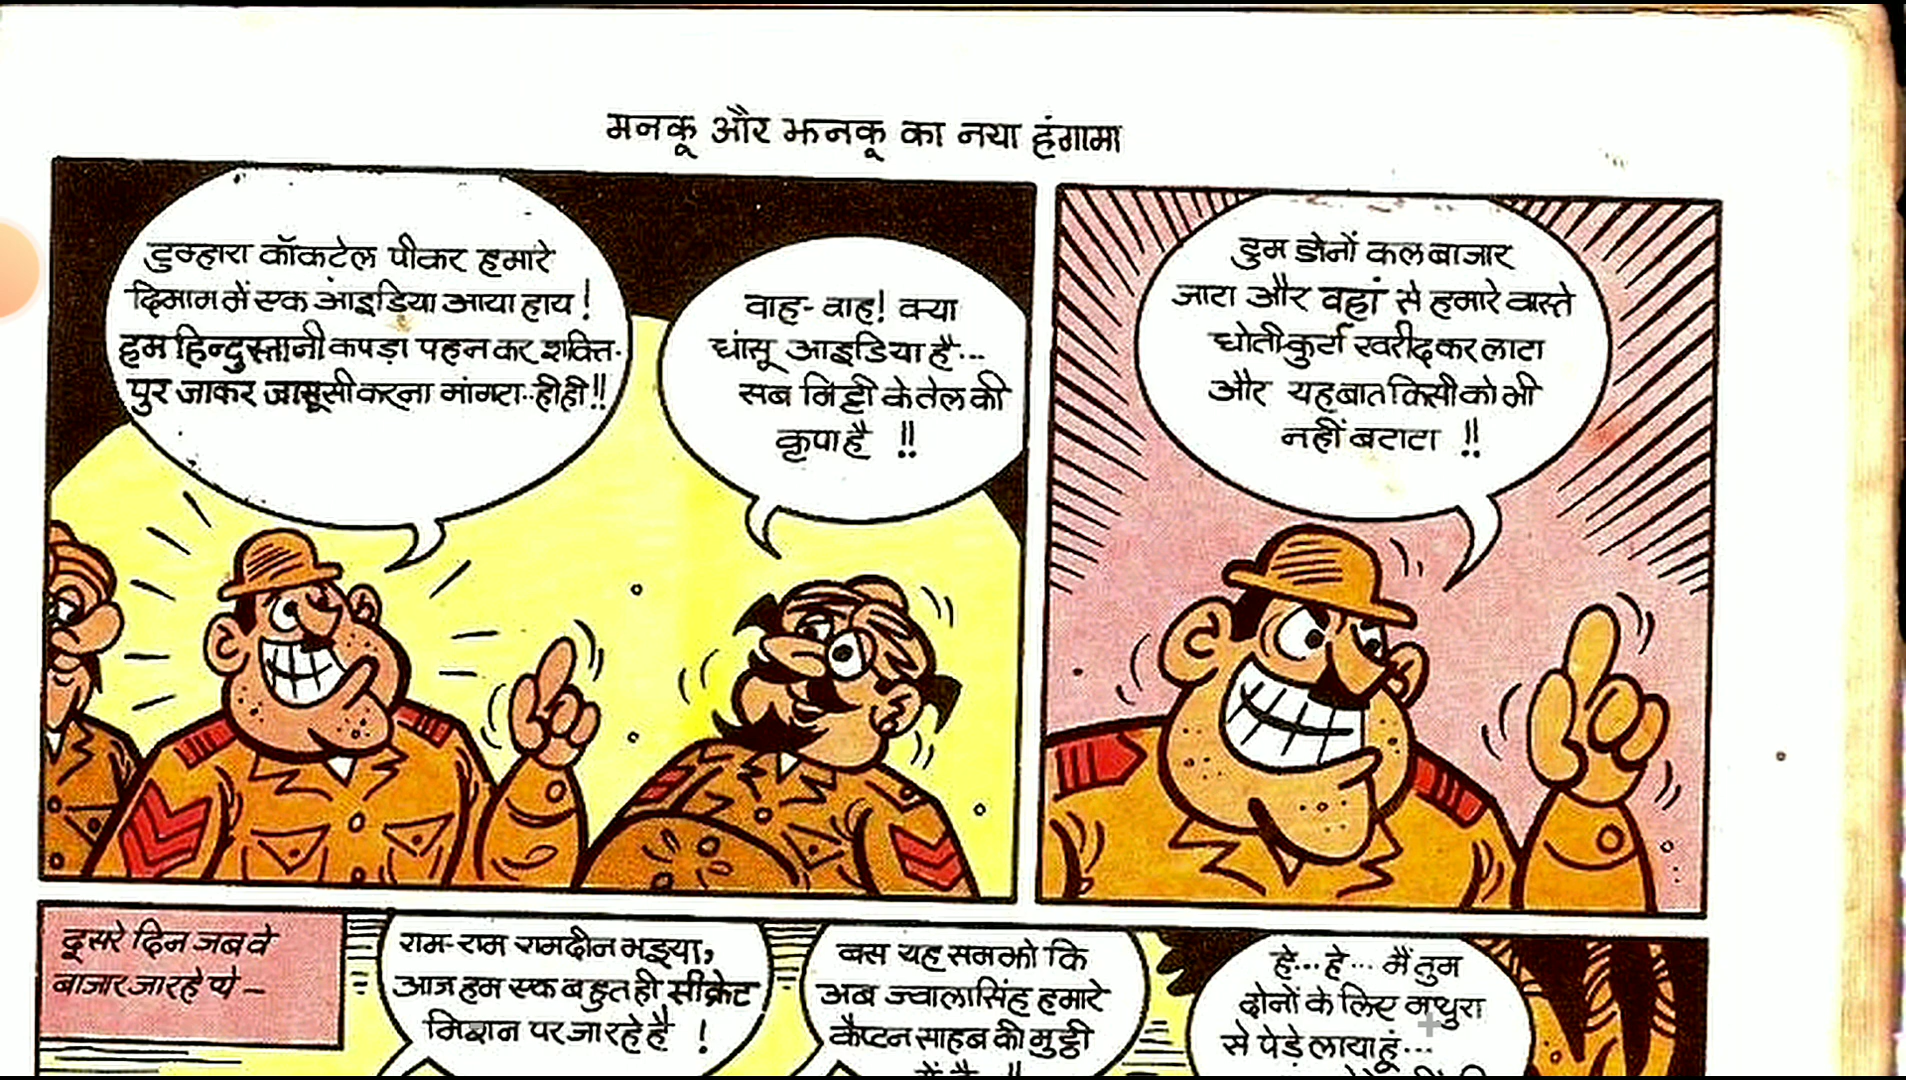 मनकू और झनकू का नया हंगामा
टुम्हारा कॉकटेल पीकर हमारे
दिमाग में एक आइडिया आया हाय!
हम हिन्दुस्तानी कपड़ा पहन कर शक्ति-
पुर जाकर जासूसी करना मांगटा··हीही!!
वाह-वाह! क्या
धांसू आइडिया है···
सब मिट्टी के तेल की
कृपा है !!
डुम डोनों कल बाजार
जाटा और वहां से हमारे वास्ते
धोती-कुर्टा खरीदकर लाटा
और यह बात किसी को भी
नहीं बटाटा !!
दूसरे दिन जब वे
बाजार जा रहे थे —
राम-राम रामदीन भइया,
आज हम एक बहुत ही सीक्रेट
मिशन पर जा रहे है !
बस यह समझो कि
अब ज्वालासिंह हमारे
कैप्टन साहब की मुट्ठी
हे···हे··· मैं तुम
दोनों के लिए मथुरा
से पेड़े लाया हूं···